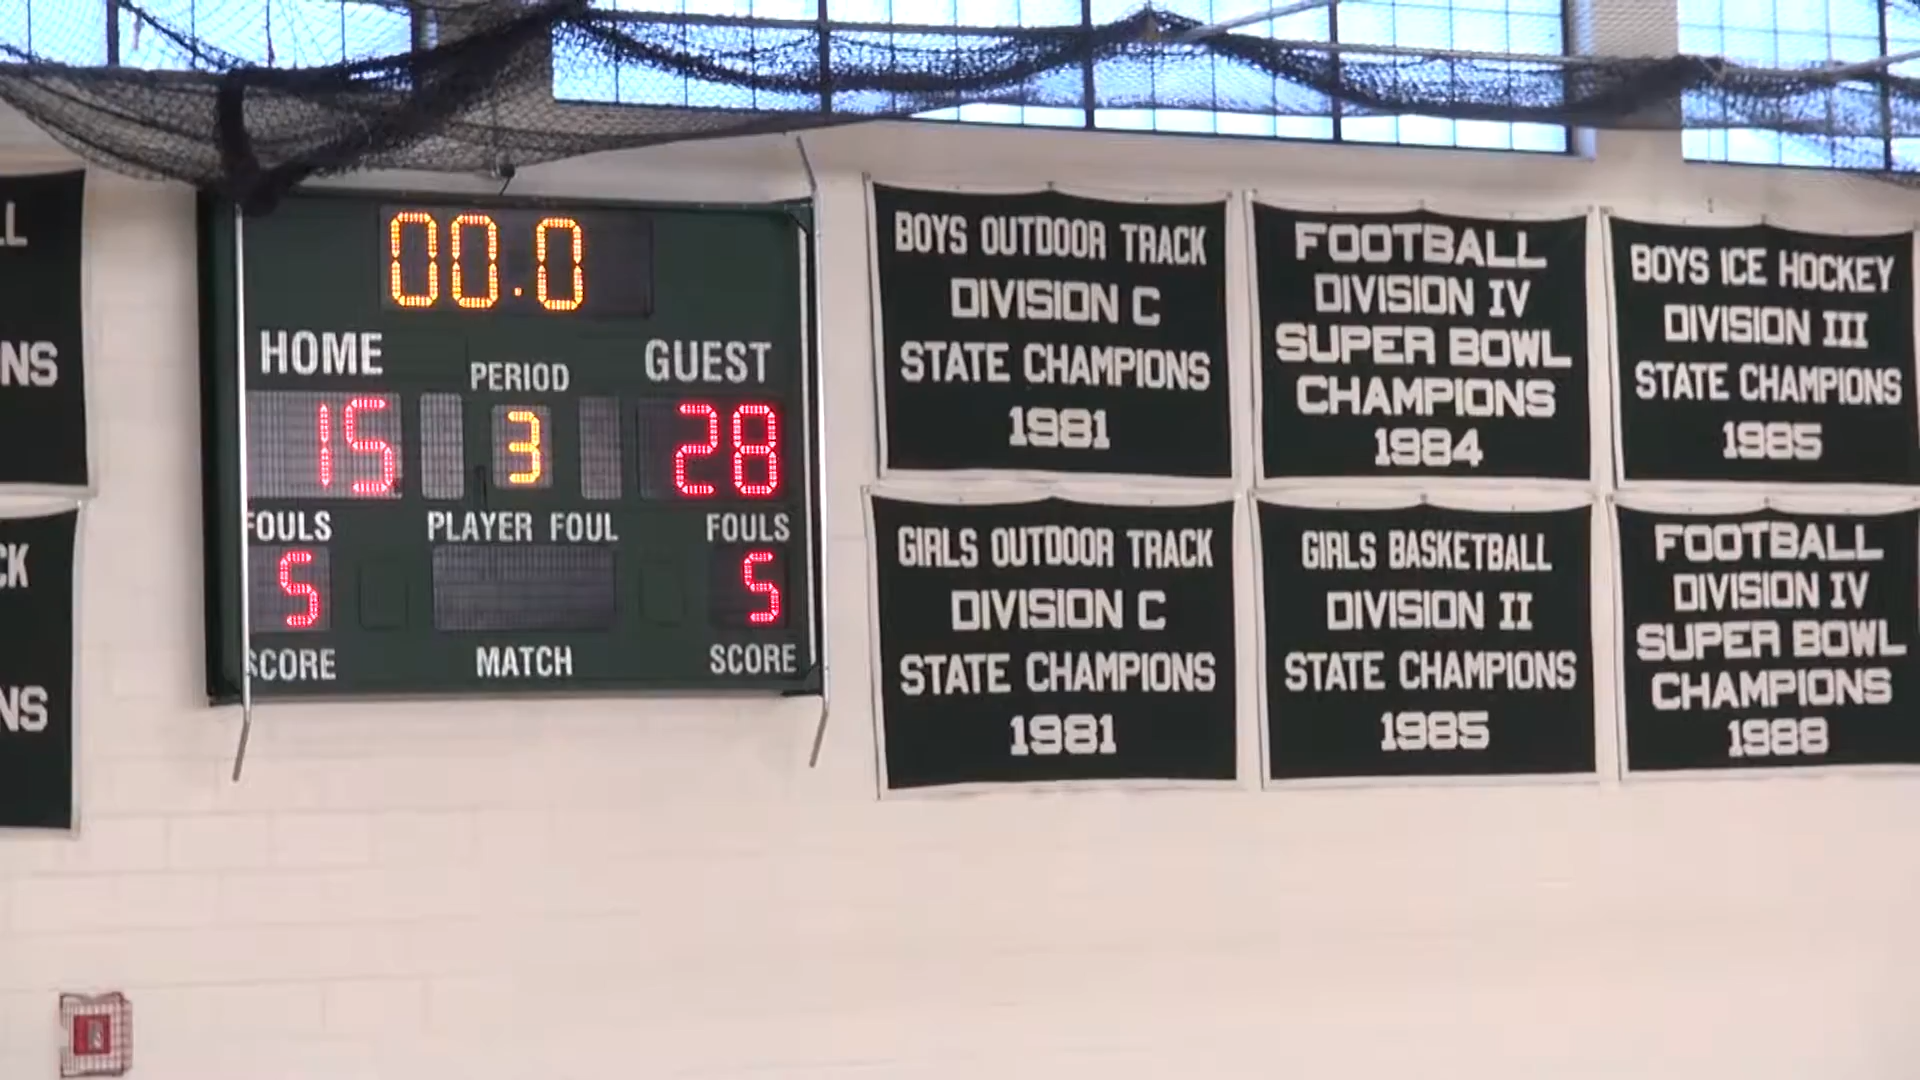 00.0
HOME
PERIOD
GUEST
15
3
28
FOULS
PLAYER FOUL
FOULS
5
5
SCORE
MATCH
SCORE
BOYS OUTDOOR TRACK
DIVISION C
STATE CHAMPIONS
1981
FOOTBALL
DIVISION IV
SUPER BOWL
CHAMPIONS
1984
BOYS ICE HOCKEY
DIVISION III
STATE CHAMPIONS
1985
GIRLS OUTDOOR TRACK
DIVISION C
STATE CHAMPIONS
1981
GIRLS BASKETBALL
DIVISION II
STATE CHAMPIONS
1985
FOOTBALL
DIVISION IV
SUPER BOWL
CHAMPIONS
1988